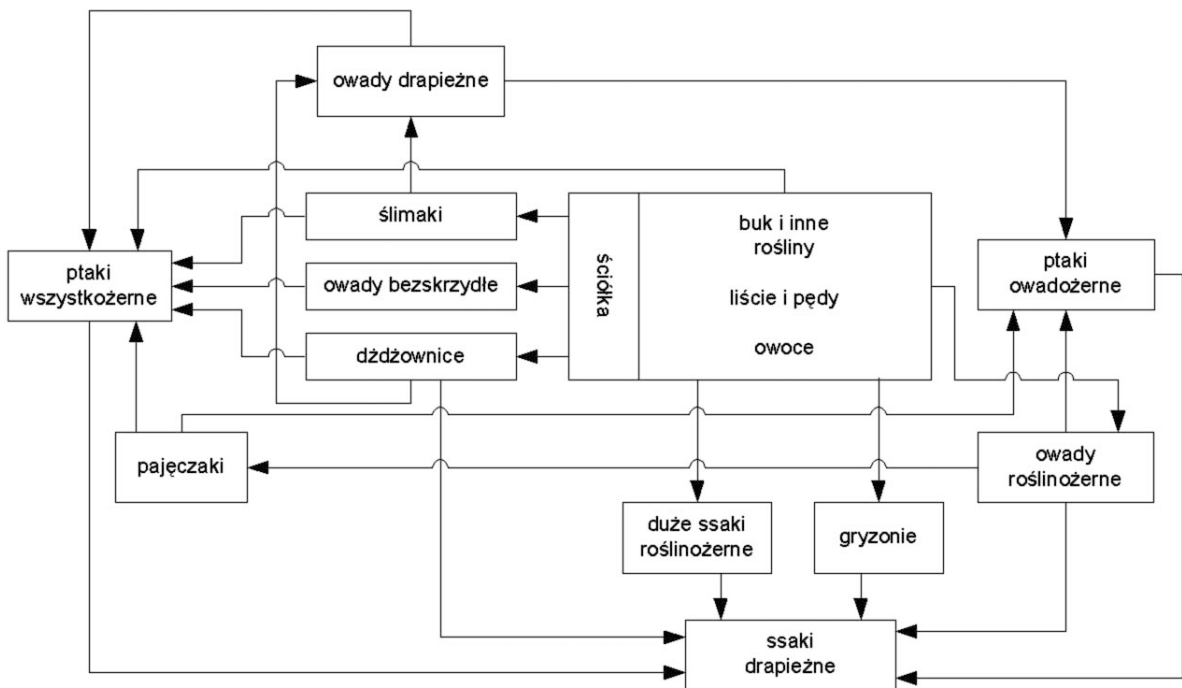 owady drapieżne
ślimaki
buk i inne
rośliny
ptaki
wszystkożerne
owady bezskrzydłe
ściółka
liście i pędy
ptaki
owadożerne
dżdżownice
owoce
pajęczaki
owady
roślinożerne
duże ssaki
roślinożerne
gryzonie
ssaki
drapieżne